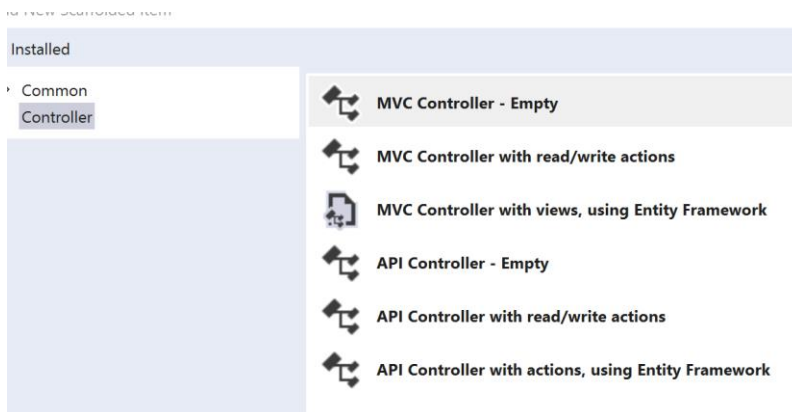 Installed
Common
Controller
MVC Controller - Empty
MVC Controller with read/write actions
MVC Controller with views, using Entity Framework
API Controller - Empty
API Controller with read/write actions
API Controller with actions, using Entity Framework